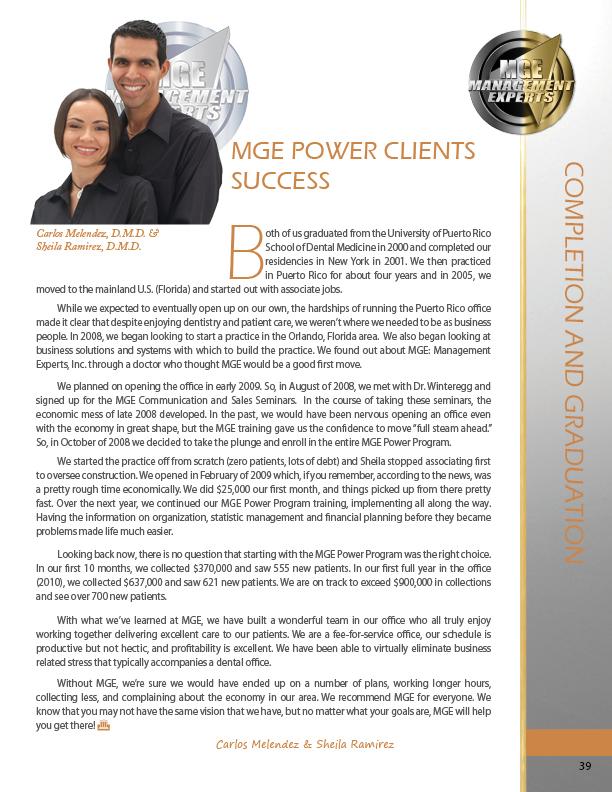 MGE
MANAGEMENT
EXPERTS
MGE
MANAGEMENT
EXPERTS
MGE POWER CLIENTS
SUCCESS
Carlos Melendez, D.M.D. &
Sheila Ramirez, D.M.D.
Both of us graduated from the University of Puerto Rico
School of Dental Medicine in 2000 and completed our
residencies in New York in 2001. We then practiced
in Puerto Rico for about four years and in 2005, we
moved to the mainland U.S. (Florida) and started out with associate jobs.
While we expected to eventually open up on our own, the hardships of running the Puerto Rico office
made it clear that despite enjoying dentistry and patient care, we weren't where we needed to be as business
people. In 2008, we began looking to start a practice in the Orlando, Florida area. We also began looking at
business solutions and systems with which to build the practice. We found out about MGE: Management
Experts, Inc. through a doctor who thought MGE would be a good first move.
We planned on opening the office in early 2009. So, in August of 2008, we met with Dr. Winteregg and
signed up for the MGE Communication and Sales Seminars. In the course of taking these seminars, the
economic mess of late 2008 developed. In the past, we would have been nervous opening an office even
with the economy in great shape, but the MGE training gave us the confidence to move "full steam ahead."
So, in October of 2008 we decided to take the plunge and enroll in the entire MGE Power Program.
We started the practice off from scratch (zero patients, lots of debt) and Sheila stopped associating first
to oversee construction. We opened in February of 2009 which, if you remember, according to the news, was
a pretty rough time economically. We did $25,000 our first month, and things picked up from there pretty
fast. Over the next year, we continued our MGE Power Program training, implementing all along the way.
Having the information on organization, statistic management and financial planning before they became
problems made life much easier.
Looking back now, there is no question that starting with the MGE Power Program was the right choice.
In our first 10 months, we collected $370,000 and saw 555 new patients. In our first full year in the office
(2010), we collected $637,000 and saw 621 new patients. We are on track to exceed $900,000 in collections
and see over 700 new patients.
With what we've learned at MGE, we have built a wonderful team in our office who all truly enjoy
working together delivering excellent care to our patients. We are a fee-for-service office, our schedule is
productive but not hectic, and profitability is excellent. We have been able to virtually eliminate business
related stress that typically accompanies a dental office.
Without MGE, we're sure we would have ended up on a number of plans, working longer hours,
collecting less, and complaining about the economy in our area. We recommend MGE for everyone. We
know that you may not have the same vision that we have, but no matter what your goals are, MGE will help
you get there!
Carlos Melendez & Sheila Ramirez
COMPLETION AND GRADUATION
39